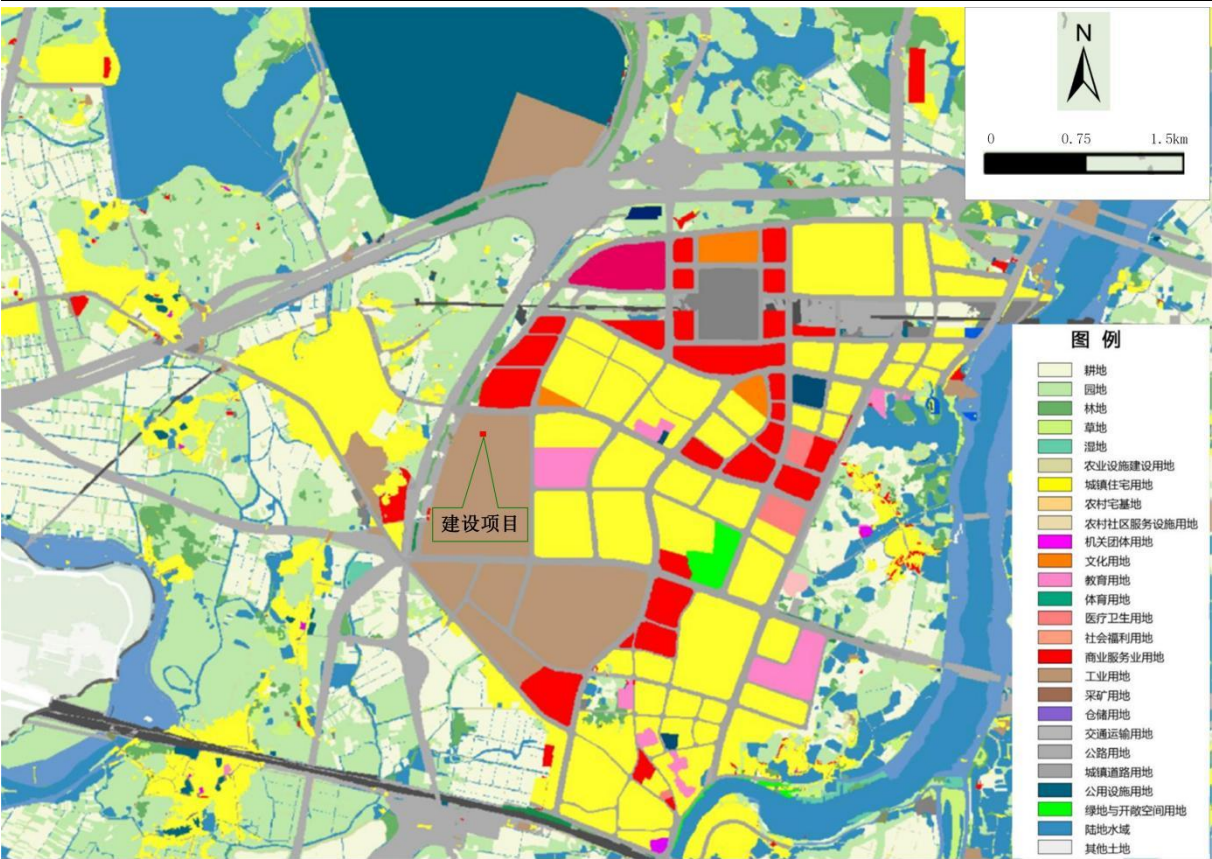 N
0 0.75 1.5km
建设项目
图 例
耕地
园地
林地
草地
湿地
农业设施建设用地
城镇住宅用地
农村宅基地
农村社区服务设施用地
机关团体用地
文化用地
教育用地
体育用地
医疗卫生用地
社会福利用地
商业服务业用地
工业用地
采矿用地
仓储用地
交通运输用地
公路用地
城镇道路用地
公用设施用地
绿地与开敞空间用地
陆地水域
其他土地